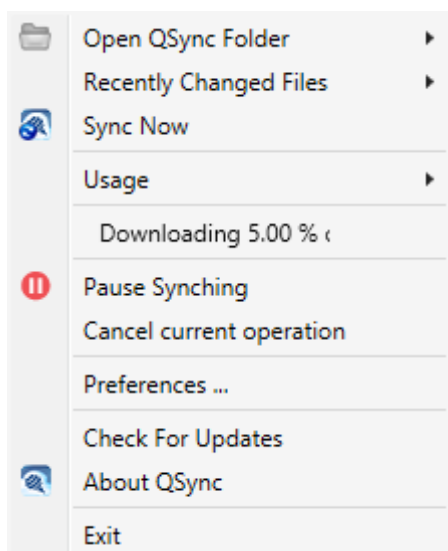 Open QSync Folder
Recently Changed Files
Sync Now
Usage
Downloading 5.00 %
Pause Synching
Cancel current operation
Preferences ...
Check For Updates
About QSync
Exit